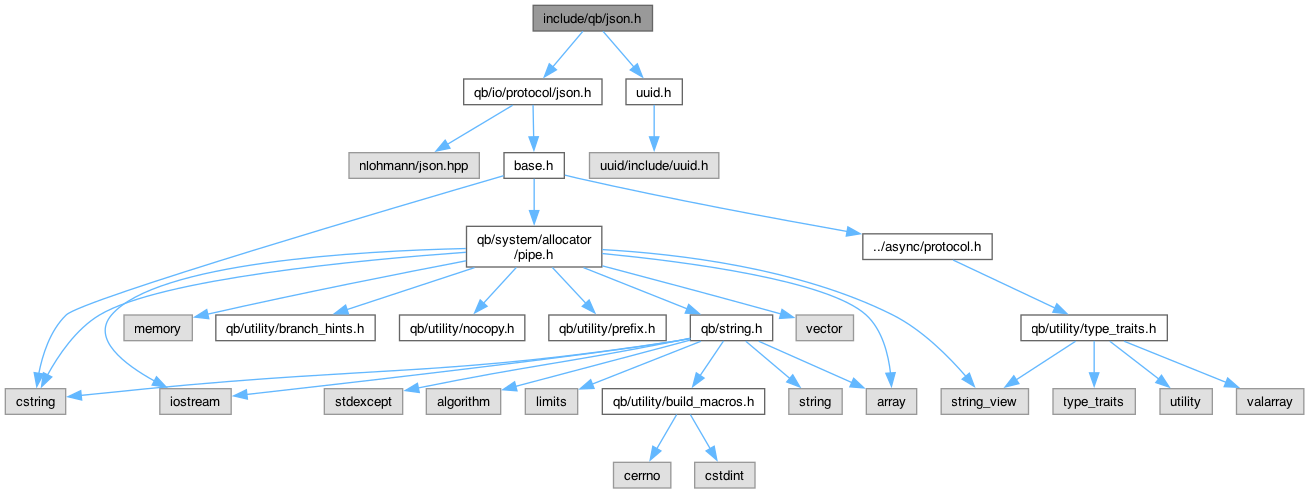 include/qb/json.h
qb/io/protocol/json.h
uuid.h
nlohmann/json.hpp
base.h
uuid/include/uuid.h
qb/system/allocator
/pipe.h
../async/protocol.h
memory
qb/utility/branch_hints.h
qb/utility/nocopy.h
qb/utility/prefix.h
qb/string.h
vector
qb/utility/type_traits.h
cstring
iostream
stdexcept
algorithm
limits
qb/utility/build_macros.h
string
array
string_view
type_traits
utility
valarray
cerrno
cstdint